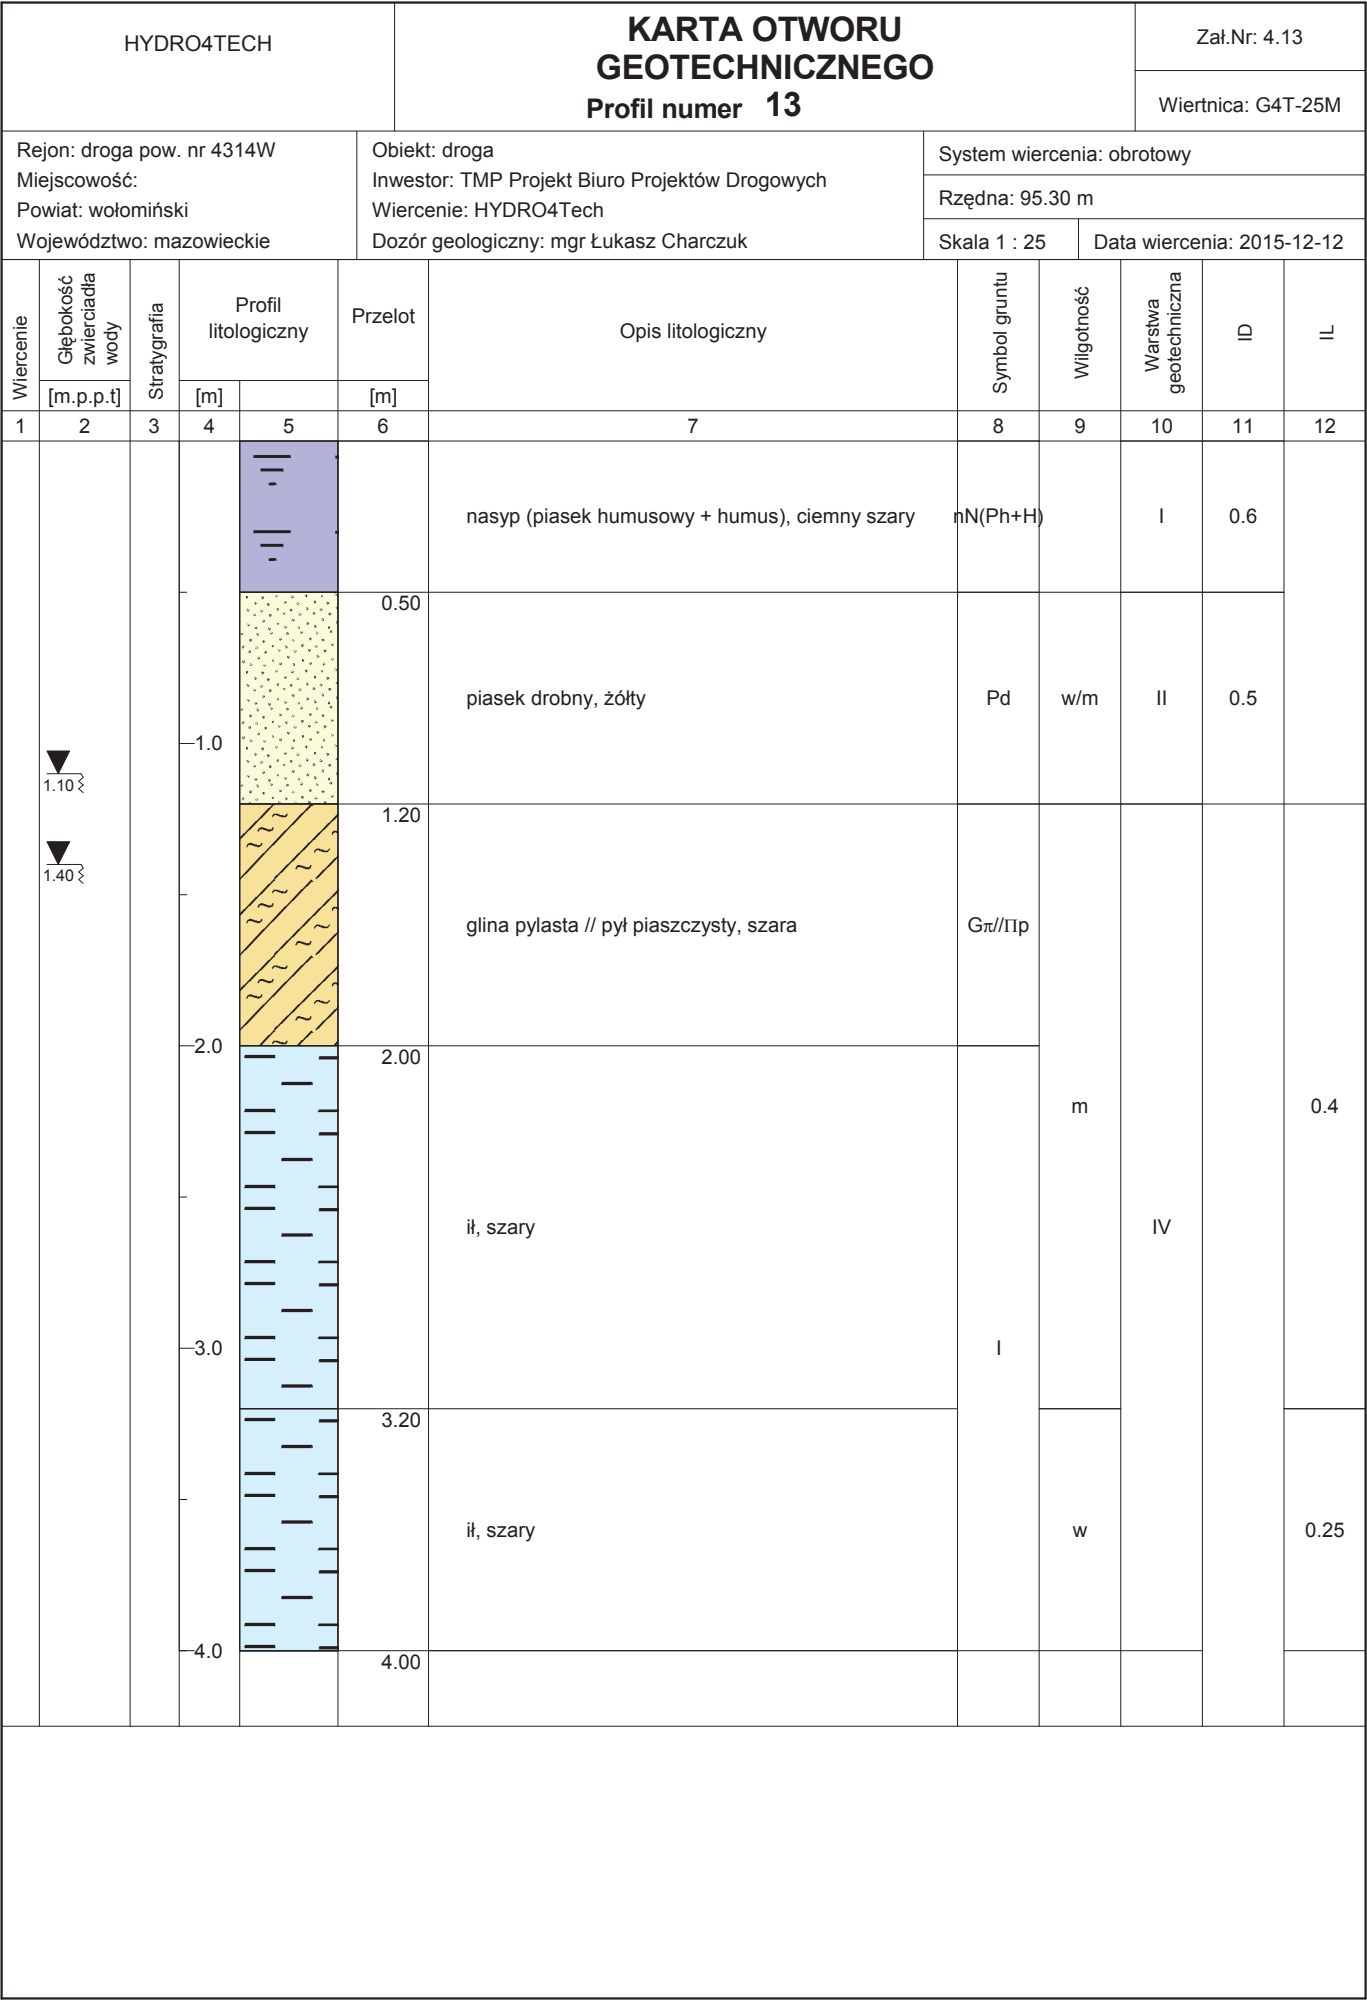 HYDRO4TECH
KARTA OTWORU
GEOTECHNICZNEGO
Profil numer 13
Zał.Nr: 4.13
Wiertnica: G4T-25M
Rejon: droga pow. nr 4314W
Miejscowość:
Powiat: wołomiński
Województwo: mazowieckie
Obiekt: droga
Inwestor: TMP Projekt Biuro Projektów Drogowych
Wiercenie: HYDRO4Tech
Dozór geologiczny: mgr Łukasz Charczuk
System wiercenia: obrotowy
Rzędna: 95.30 m
Skala 1 : 25
Data wiercenia: 2015-12-12
Wiercenie
Głębokość
zwierciadła
wody
[m.p.p.t]
Stratygrafia
Profil
litologiczny
[m]
Przelot
[m]
Opis litologiczny
Symbol gruntu
Wilgotność
Warstwa
geotechniczna
ID
IL
1 2 3 4 5 6 7 8 9 10 11 12
nasyp (piasek humusowy + humus), ciemny szary nN(Ph+H) I 0.6
0.50
piasek drobny, żółty Pd w/m II 0.5
1.0
1.10
1.20
1.40
glina pylasta // pył piaszczysty, szara Gπ//Πp
2.0
2.00
m 0.4
ił, szary IV
3.0 I
3.20
ił, szary w 0.25
4.0
4.00